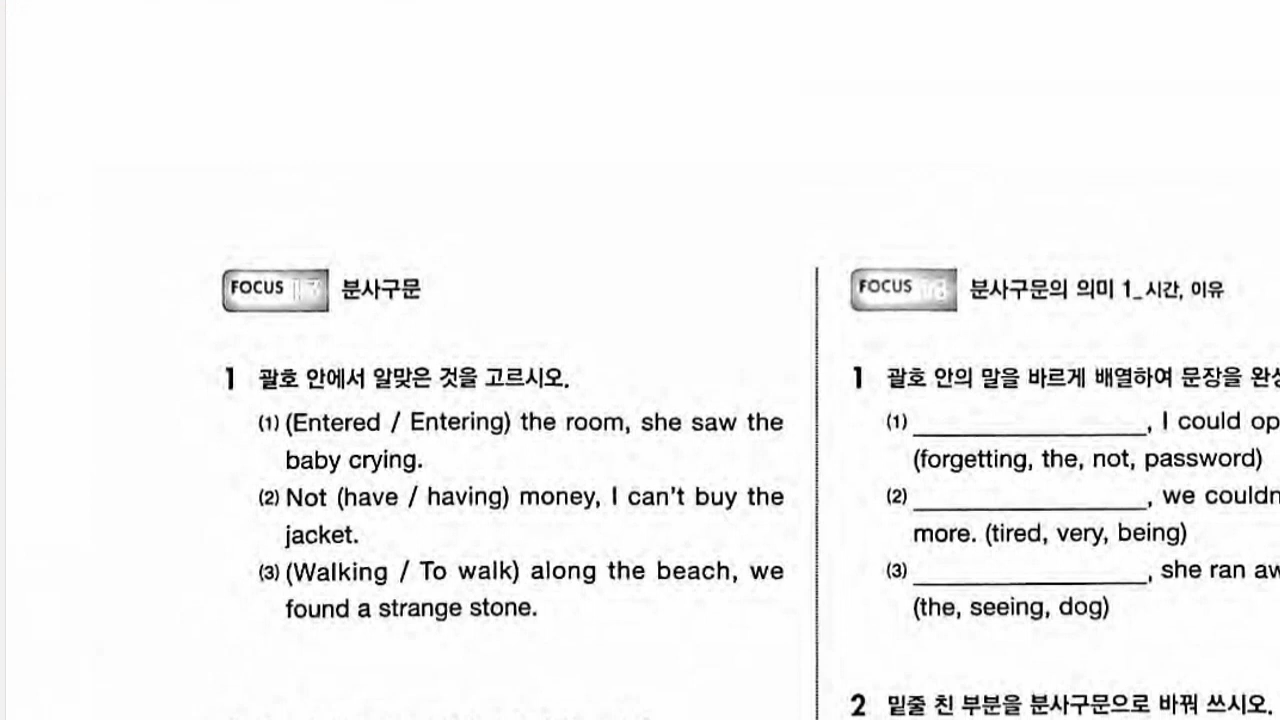 FOCUS 분사구문
1 괄호 안에서 알맞은 것을 고르시오.
(1) (Entered / Entering) the room, she saw the
baby crying.
(2) Not (have / having) money, I can't buy the
jacket.
(3) (Walking / To walk) along the beach, we
found a strange stone.
FOCUS 분사구문의 의미 1_시간, 이유
1 괄호 안의 말을 바르게 배열하여 문장을
(1) ________________, I could
(forgetting, the, not, password)
(2) ________________, we
more. (tired, very, being)
(3) ________________, she ran
(the, seeing, dog)
2 밑줄 친 부분을 분사구문으로 바꿔 쓰시오.